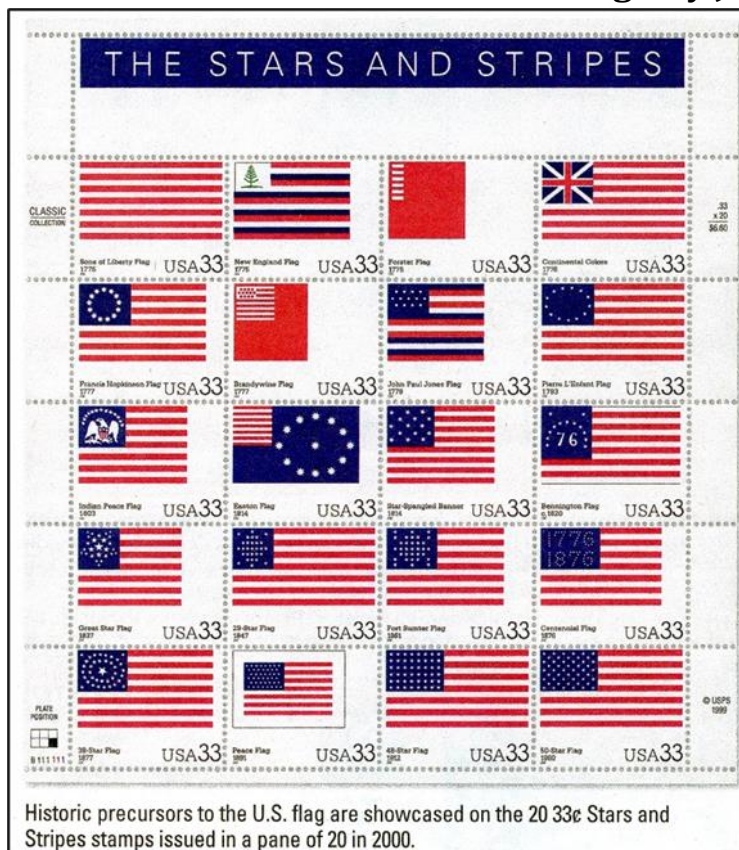 THE STARS AND STRIPES
CLASSIC
COLLECTION
.33
x 20
$6.60
Sons of Liberty Flag
1775
USA33
New England Flag
1775
USA33
Forster Flag
1775
USA33
Continental Colors
1776
USA33
Francis Hopkinson Flag
1777
USA33
Brandywine Flag
1777
USA33
John Paul Jones Flag
1779
USA33
Pierre L'Enfant Flag
1783
USA33
Indian Peace Flag
1803
USA33
Easton Flag
1814
USA33
Star-Spangled Banner
1814
USA33
76
Bennington Flag
c. 1820
USA33
Great Star Flag
1837
USA33
29-Star Flag
1847
USA33
Fort Sumter Flag
1861
USA33
1776
1876
Centennial Flag
1876
USA33
38-Star Flag
1877
USA33
Peace Flag
1891
USA33
48-Star Flag
1912
USA33
50-Star Flag
1960
USA33
PLATE
POSITION
© USPS
1999
Historic precursors to the U.S. flag are showcased on the 20 33¢ Stars and
Stripes stamps issued in a pane of 20 in 2000.